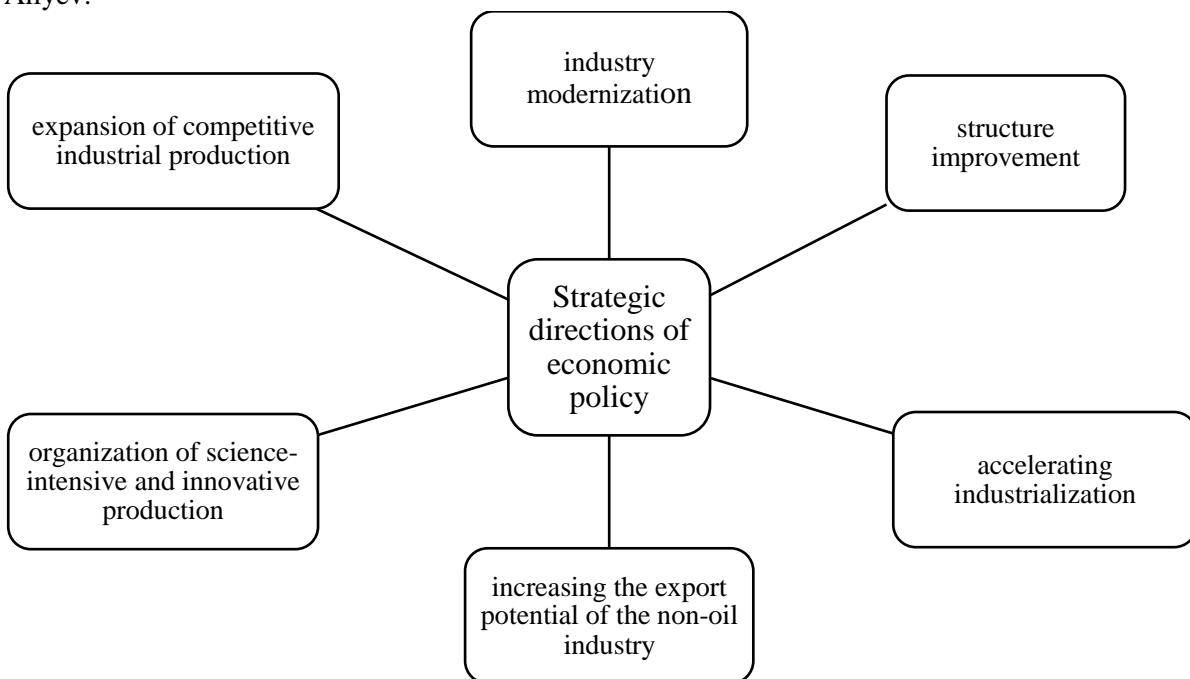 Aliyev.
industry
modernization
expansion of competitive
industrial production
structure
improvement
Strategic
directions of
economic
policy
organization of science-
intensive and innovative
production
accelerating
industrialization
increasing the export
potential of the non-oil
industry